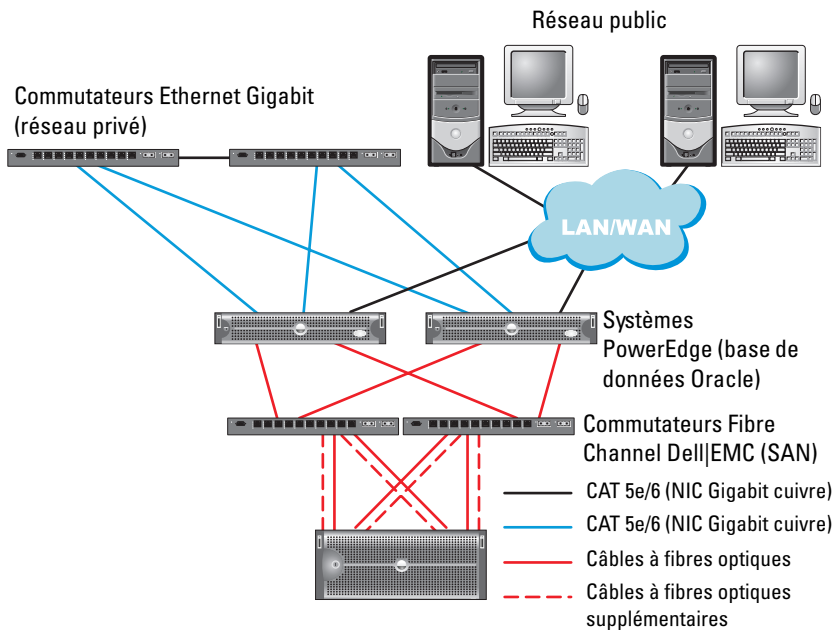 Réseau public
Commutateurs Ethernet Gigabit
(réseau privé)
LAN/WAN
Systèmes
PowerEdge (base de
données Oracle)
Commutateurs Fibre
Channel Dell|EMC (SAN)
CAT 5e/6 (NIC Gigabit cuivre)
CAT 5e/6 (NIC Gigabit cuivre)
Câbles à fibres optiques
Câbles à fibres optiques
supplémentaires